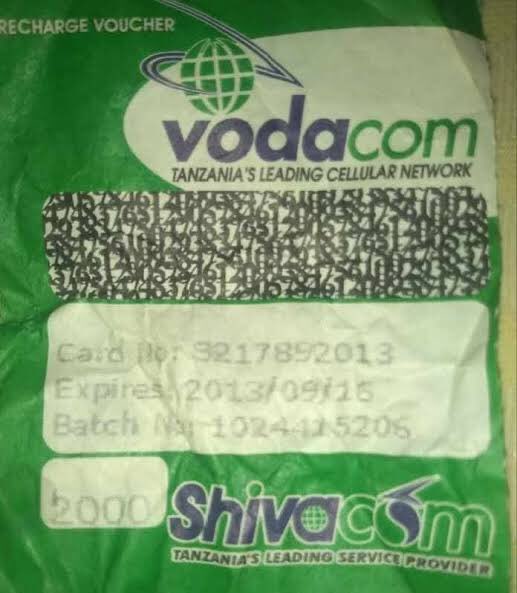 RECHARGE VOUCHER
vodacom
TANZANIA'S LEADING CELLULAR NETWORK
Card No: 3217892013
Expires: 2013/09/16
Batch No: 1024415206
2000
Shivacom
TANZANIA'S LEADING SERVICE PROVIDER